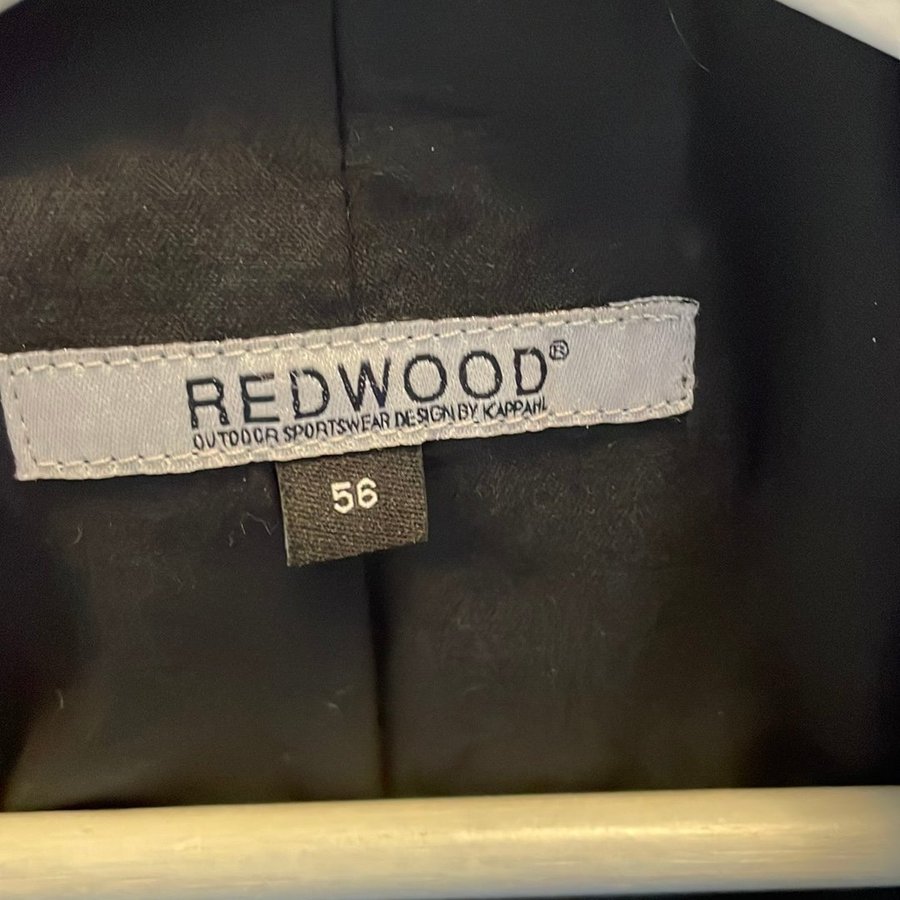 REDWOOD®
OUTDOOR SPORTSWEAR DESIGN BY KAPPAHL
56